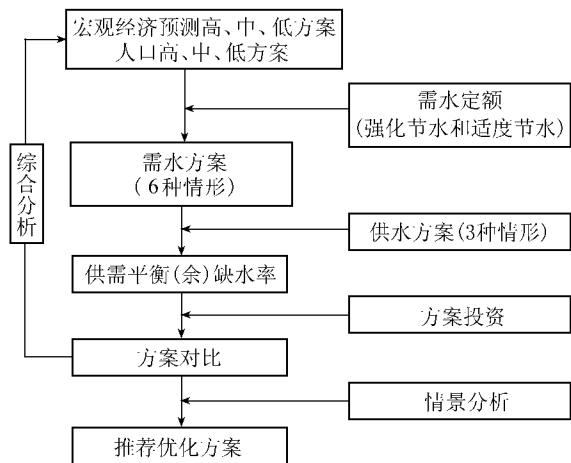 宏观经济预测高、中、低方案
人口高、中、低方案
需水定额
(强化节水和适度节水)
综合分析
需水方案
(6种情形)
供水方案(3种情形)
供需平衡(余)缺水率
方案投资
方案对比
情景分析
推荐优化方案